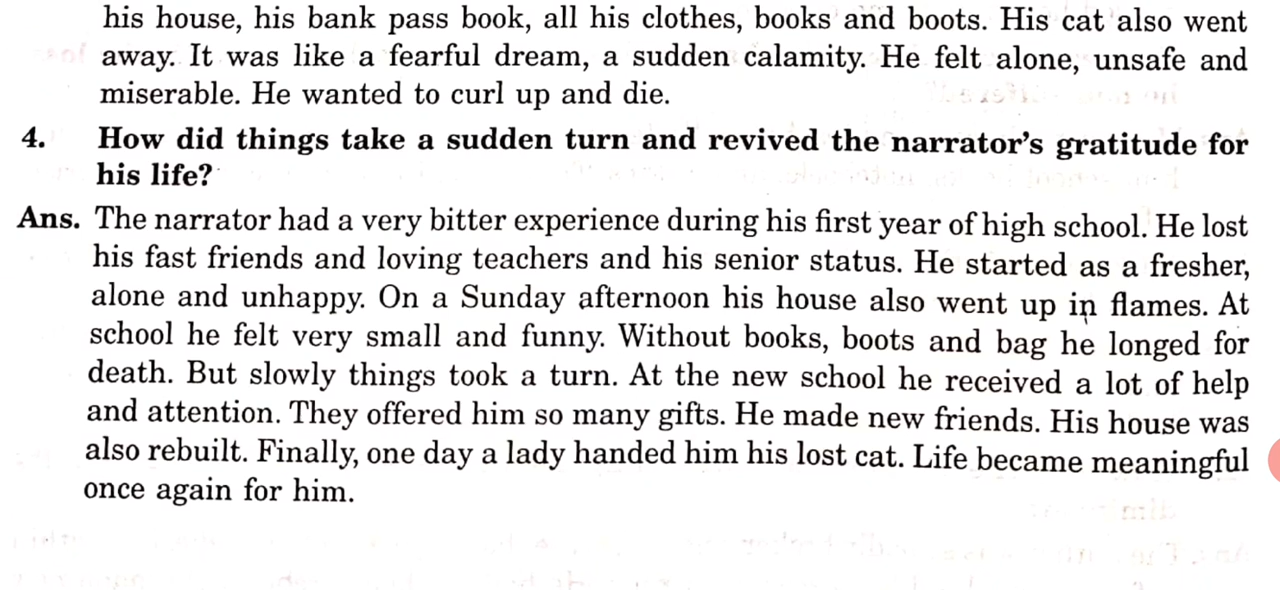 his house, his bank pass book, all his clothes, books and boots. His cat also went
away. It was like a fearful dream, a sudden calamity. He felt alone, unsafe and
miserable. He wanted to curl up and die.
4. How did things take a sudden turn and revived the narrator's gratitude for
his life?
Ans. The narrator had a very bitter experience during his first year of high school. He lost
his fast friends and loving teachers and his senior status. He started as a fresher,
alone and unhappy. On a Sunday afternoon his house also went up in flames. At
school he felt very small and funny. Without books, boots and bag he longed for
death. But slowly things took a turn. At the new school he received a lot of help
and attention. They offered him so many gifts. He made new friends. His house was
also rebuilt. Finally, one day a lady handed him his lost cat. Life became meaningful
once again for him.